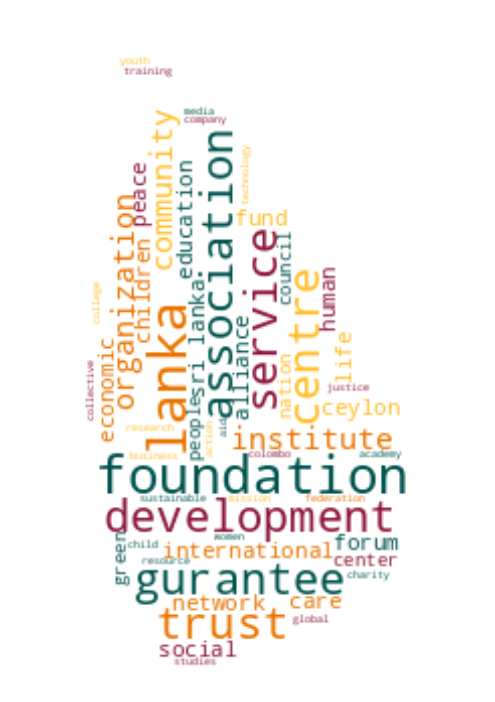 youth
training
media
company
community
association
technology
peace
education
fund
organization
children
service
council
centre
human
college
lanka
sri lanka
alliance
nation
life
economic
collective
people
action
aid
justice
ceylon
research
institute
business
colombo
academy
foundation
sustainable
mission
federation
development
green
child
women
international
forum
resource
center
gurantee
charity
network
care
trust
global
social
studies